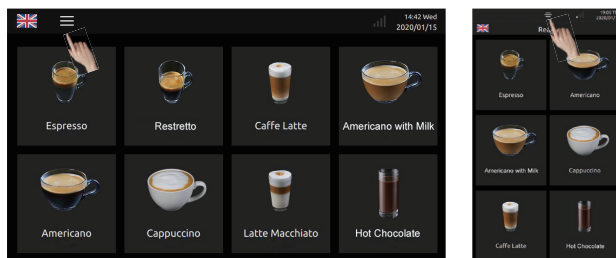 14:42 Wed
2020/01/15
Espresso
Restretto
Caffe Latte
Americano with Milk
Americano
Cappuccino
Latte Macchiato
Hot Chocolate
Espresso
Americano
Americano with Milk
Cappuccino
Caffe Latte
Hot Chocolate